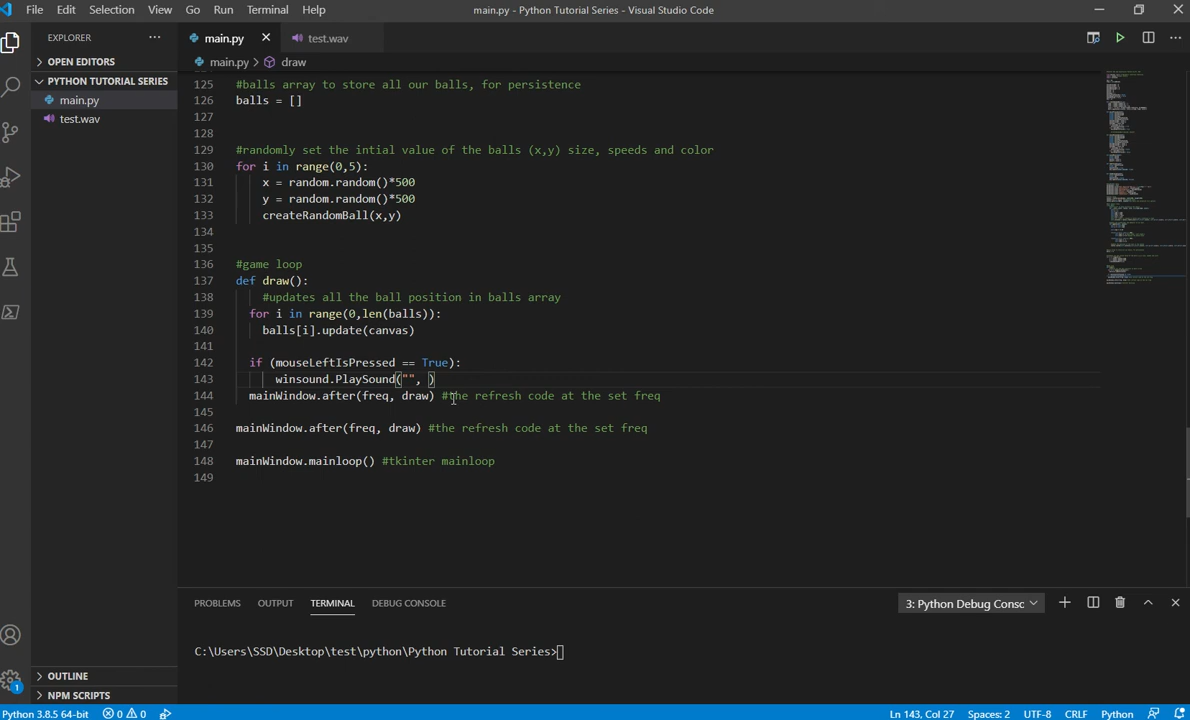 File Edit Selection View Go Run Terminal Help main.py - Python Tutorial Series - Visual Studio Code
EXPLORER ...
OPEN EDITORS
PYTHON TUTORIAL SERIES
main.py
test.wav
OUTLINE
NPM SCRIPTS
main.py test.wav
main.py > draw
125 #balls array to store all our balls, for persistence
126 balls = []
127
128
129 #randomly set the intial value of the balls (x,y) size, speeds and color
130 for i in range(0,5):
131 x = random.random()*500
132 y = random.random()*500
133 createRandomBall(x,y)
134
135
136 #game loop
137 def draw():
138 #updates all the ball position in balls array
139 for i in range(0,len(balls)):
140 balls[i].update(canvas)
141
142 if (mouseLeftIsPressed == True):
143 winsound.PlaySound("", )
144 mainWindow.after(freq, draw) #the refresh code at the set freq
145
146 mainWindow.after(freq, draw) #the refresh code at the set freq
147
148 mainWindow.mainloop() #tkinter mainloop
149
PROBLEMS OUTPUT TERMINAL DEBUG CONSOLE 3: Python Debug Consc
C:\Users\SSD\Desktop\test\python\Python Tutorial Series>
1
Python 3.8.5 64-bit 0 0 Ln 143, Col 27 Spaces: 2 UTF-8 CRLF Python